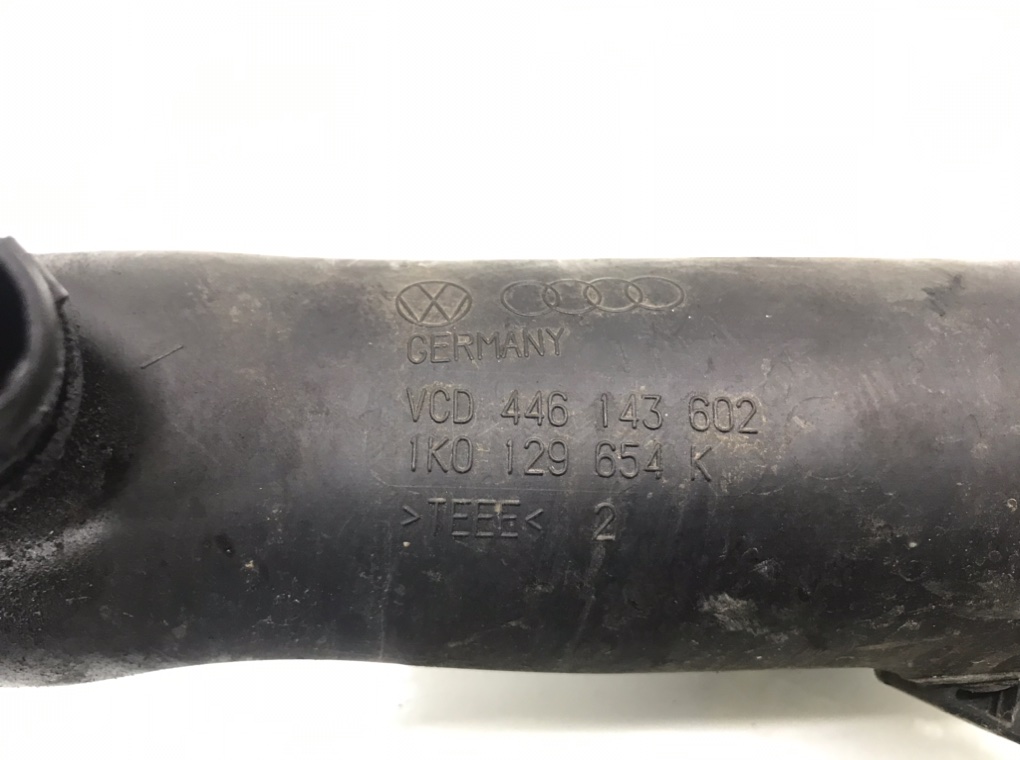 GERMANY
VCD 446 143 602
1K0 129 654 K
>TEEE< 2